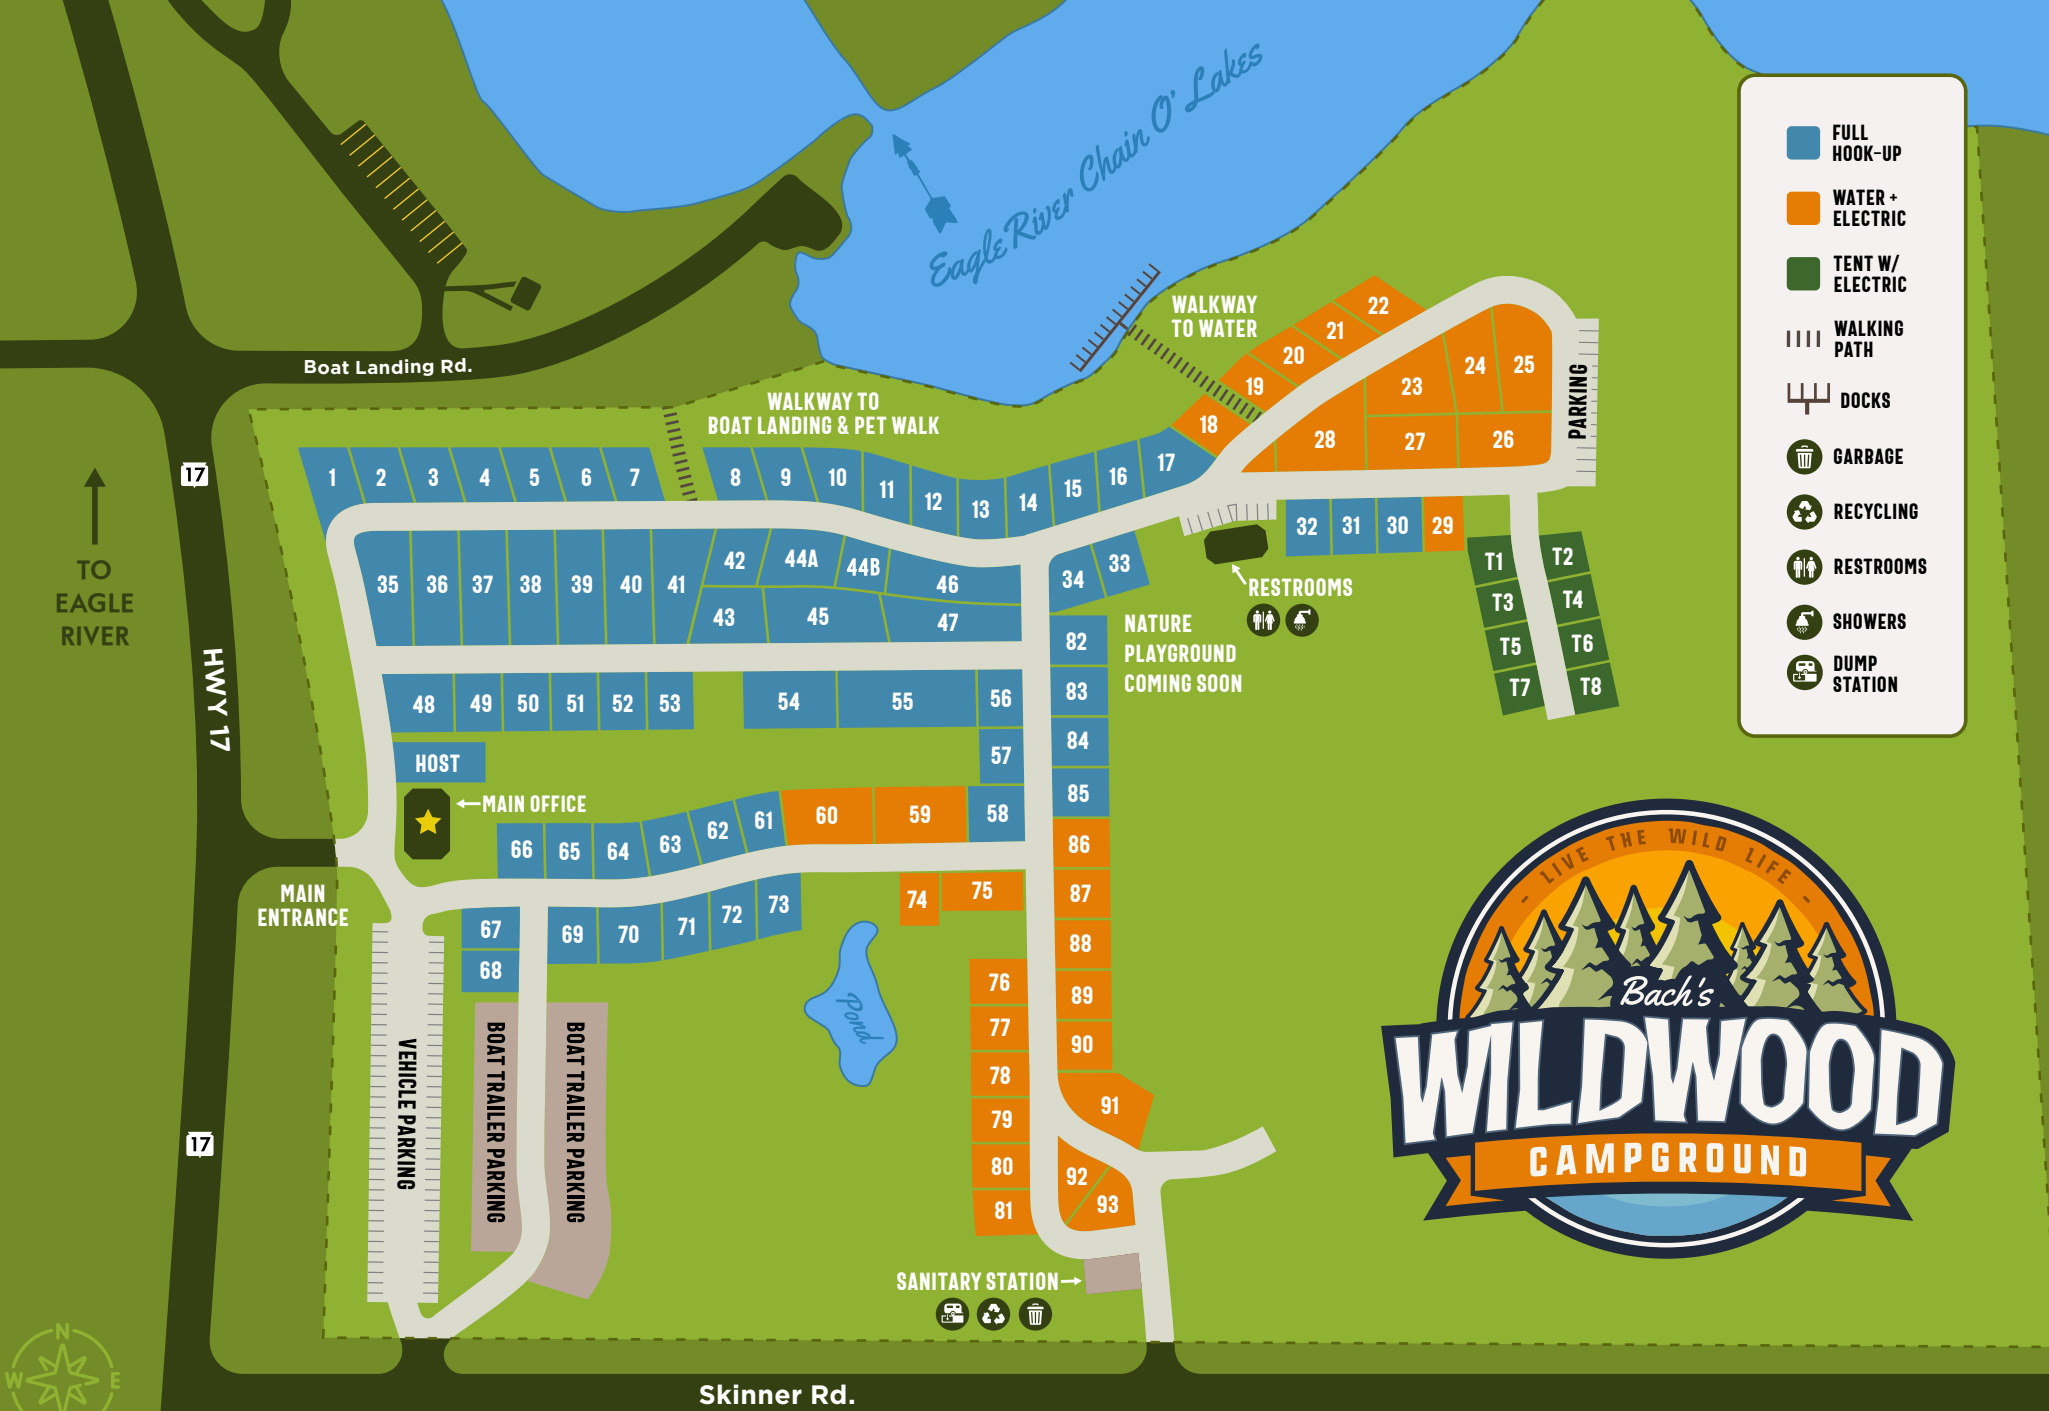 Eagle River Chain O' Lakes
Boat Landing Rd.
17
TO
EAGLE
RIVER
HWY 17
17
WALKWAY TO
BOAT LANDING & PET WALK
WALKWAY
TO WATER
1 2 3 4 5 6 7
8 9 10 11 12 13 14 15 16 17
18 19 20 21 22
23 24 25
28 27 26
PARKING
32 31 30 29
RESTROOMS
T1 T2
T3 T4
T5 T6
T7 T8
35 36 37 38 39 40 41
42 44A 44B 46
43 45 47
34 33
NATURE
PLAYGROUND
COMING SOON
48 49 50 51 52 53
54 55 56
57
HOST
MAIN OFFICE
66 65 64 63 62 61 60 59 58
MAIN
ENTRANCE
67
68
69 70 71 72 73
74 75
Pond
76
77
78
79
80
81
82
83
84
85
86
87
88
89
90
91
92
93
VEHICLE PARKING
BOAT TRAILER PARKING
BOAT TRAILER PARKING
SANITARY STATION
Skinner Rd.
N
W E
FULL
HOOK-UP
WATER +
ELECTRIC
TENT W/
ELECTRIC
WALKING
PATH
DOCKS
GARBAGE
RECYCLING
RESTROOMS
SHOWERS
DUMP
STATION
- LIVE THE WILD LIFE -
Bach's
WILDWOOD
CAMPGROUND